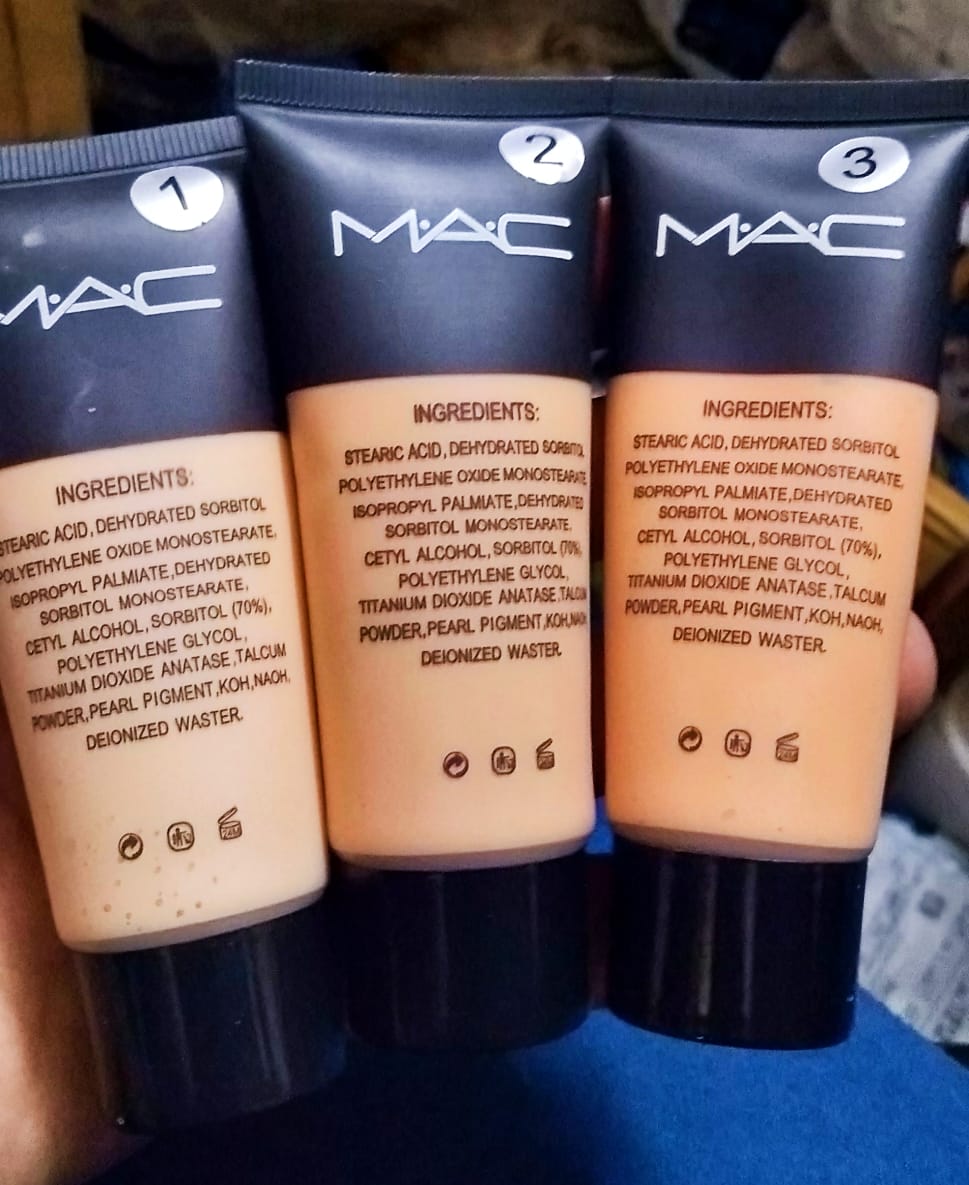 1
MAC
INGREDIENTS:
STEARIC ACID, DEHYDRATED SORBITOL
POLYETHYLENE OXIDE MONOSTEARATE,
ISOPROPYL PALMIATE,DEHYDRATED
SORBITOL MONOSTEARATE,
CETYL ALCOHOL, SORBITOL (70%),
POLYETHYLENE GLYCOL,
TITANIUM DIOXIDE ANATASE,TALCUM
POWDER,PEARL PIGMENT,KOH,NAOH,
DEIONIZED WASTER.
24M
2
M·A·C
INGREDIENTS:
STEARIC ACID, DEHYDRATED SORBITOL
POLYETHYLENE OXIDE MONOSTEARATE,
ISOPROPYL PALMIATE,DEHYDRATED
SORBITOL MONOSTEARATE,
CETYL ALCOHOL, SORBITOL (70%),
POLYETHYLENE GLYCOL,
TITANIUM DIOXIDE ANATASE,TALCUM
POWDER,PEARL PIGMENT,KOH,NAOH,
DEIONIZED WASTER.
24M
3
M·A·C
INGREDIENTS:
STEARIC ACID, DEHYDRATED SORBITOL
POLYETHYLENE OXIDE MONOSTEARATE,
ISOPROPYL PALMIATE,DEHYDRATED
SORBITOL MONOSTEARATE,
CETYL ALCOHOL, SORBITOL (70%),
POLYETHYLENE GLYCOL,
TITANIUM DIOXIDE ANATASE,TALCUM
POWDER,PEARL PIGMENT,KOH,NAOH,
DEIONIZED WASTER.
24M